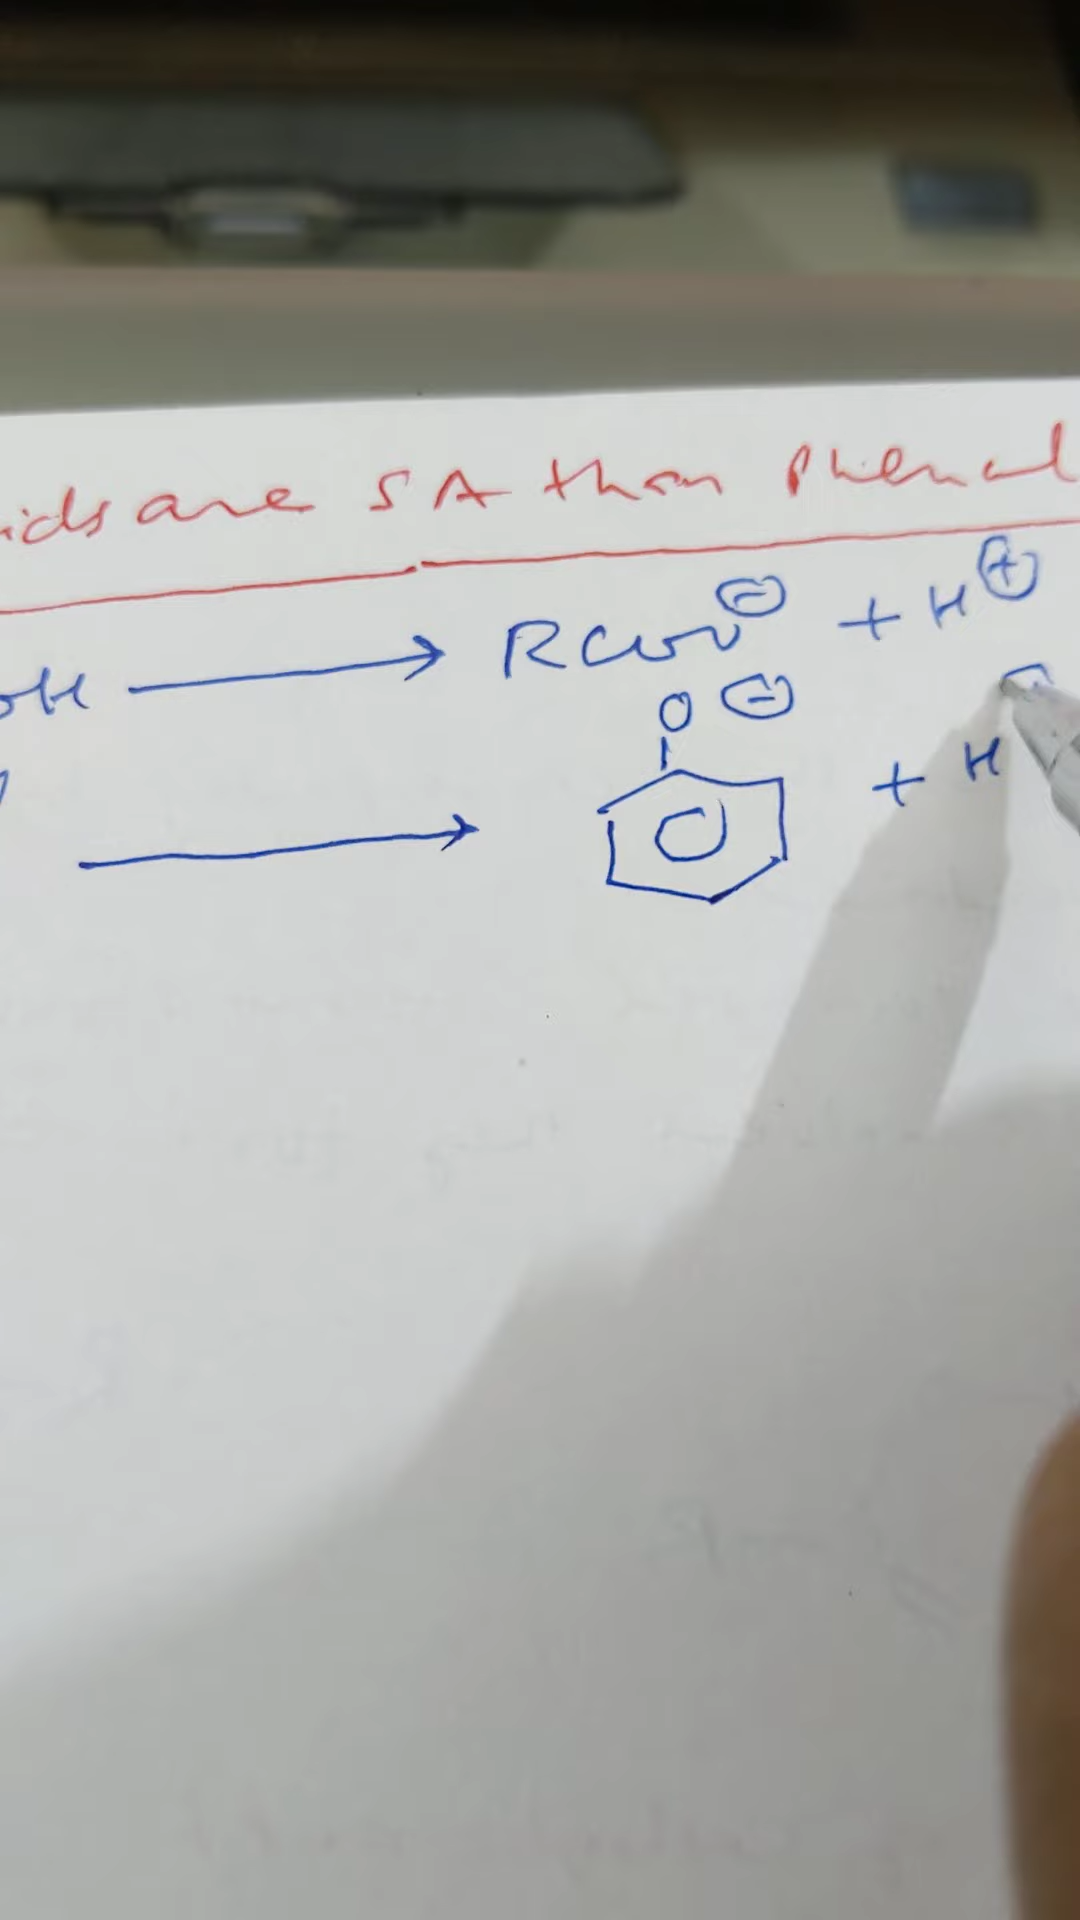 ids are SA than Phenol
oH → RCOO⊖ + H⊕
O ⊖
→ + H